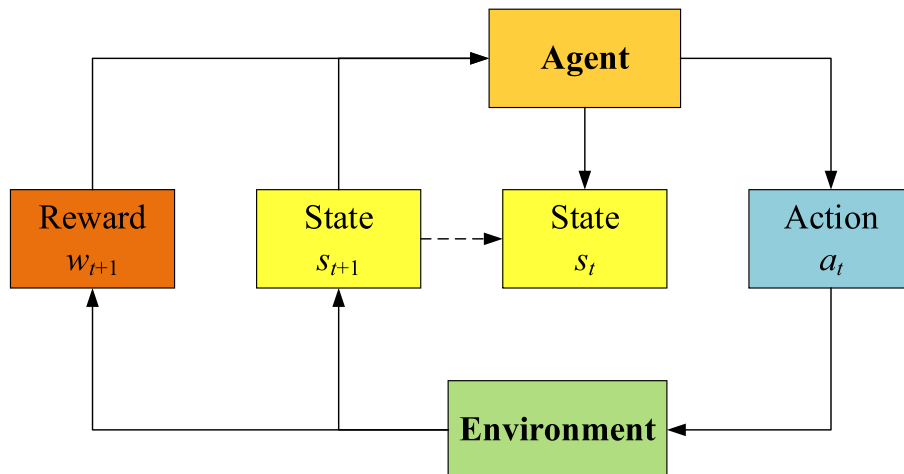 Agent
Reward
w_{t+1}
State
s_{t+1}
State
s_t
Action
a_t
Environment